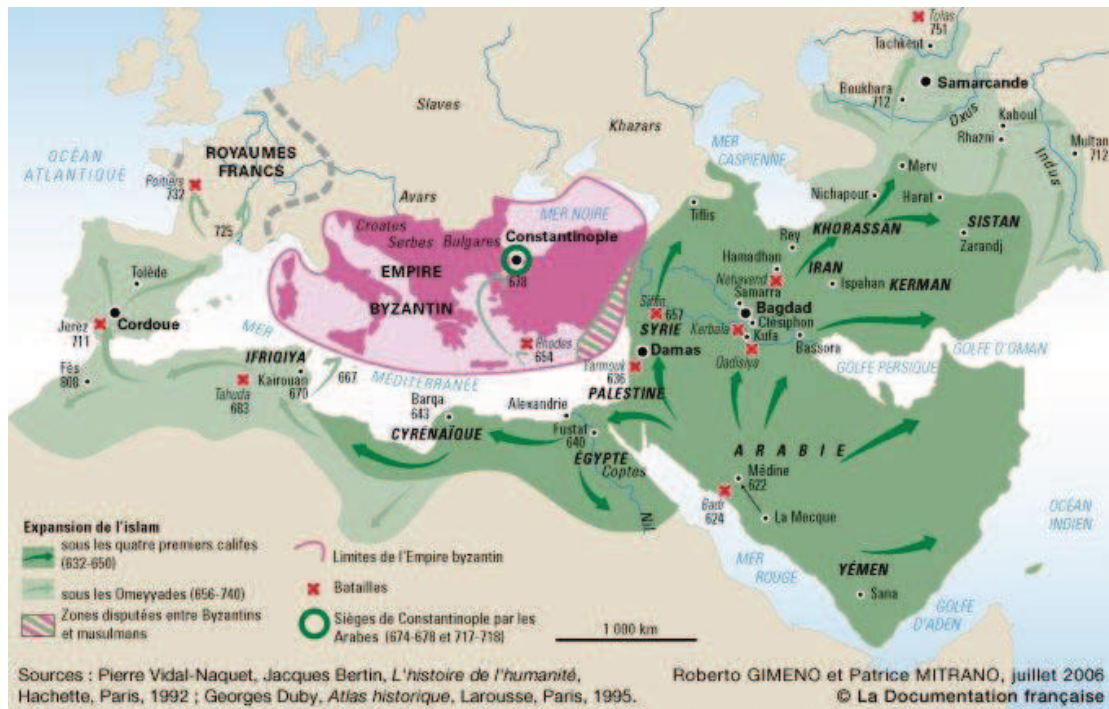 Talas
751
Tachkent
Samarcande
Boukhara
712
Oxus
Kaboul
Rhazni
Multan
712
Indus
Slaves
Khazars
MER
CASPIENNE
OCÉAN
ATLANTIQUE
ROYAUMES
FRANCS
Poitiers
732
725
Avars
Croates
Serbes
Bulgares
MER NOIRE
Constantinople
678
EMPIRE
BYZANTIN
Tiflis
Merv
Nichapour
Harat
KHORASSAN
SISTAN
Zarandj
Rey
Hamadhan
Nehavend
IRAN
Ispahan
KERMAN
Samarra
Bagdad
Ctésiphon
Kerbala
Kufa
Bassora
Qadisiya
Siffin
657
SYRIE
Damas
Yarmouk
636
PALESTINE
Rhodes
654
Tolède
Cordoue
Jerez
711
Fès
808
MER
MÉDITERRANÉE
IFRIQIYA
Kairouan
670
667
Tahuda
683
Barqa
643
CYRÉNAÏQUE
Alexandrie
Fustat
640
ÉGYPTE
Coptes
Nil
GOLFE PERSIQUE
GOLFE D'OMAN
ARABIE
Médine
622
Badr
624
La Mecque
MER
ROUGE
YÉMEN
Sana
GOLFE
D'ADEN
OCÉAN
INDIEN
Expansion de l'islam
sous les quatre premiers califes
(632-650)
sous les Omeyyades (656-740)
Zones disputées entre Byzantins
et musulmans
Limites de l'Empire byzantin
Batailles
Sièges de Constantinople par les
Arabes (674-678 et 717-718)
1 000 km
Sources : Pierre Vidal-Naquet, Jacques Bertin, L'histoire de l'humanité,
Hachette, Paris, 1992 ; Georges Duby, Atlas historique, Larousse, Paris, 1995.
Roberto GIMENO et Patrice MITRANO, juillet 2006
© La Documentation française